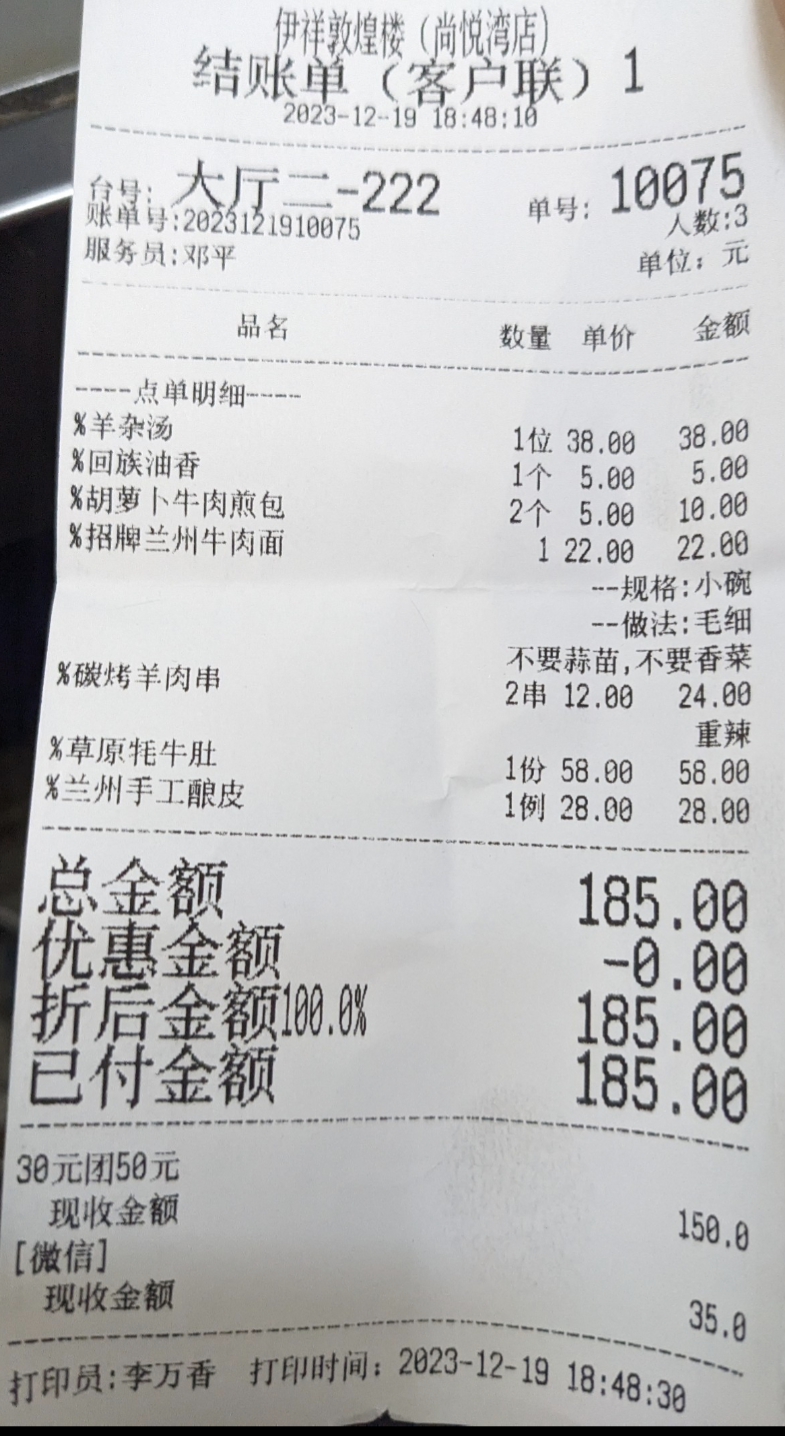 伊祥敦煌楼（尚悦湾店）
结账单（客户联）1
2023-12-19 18:48:10
台号: 大厅二-222 单号: 10075
账单号:2023121910075 人数:3
服务员:邓平 单位: 元
品名 数量 单价 金额
----点单明细----
%羊杂汤 1位 38.00 38.00
%回族油香 1个 5.00 5.00
%胡萝卜牛肉煎包 2个 5.00 10.00
%招牌兰州牛肉面 1 22.00 22.00
--规格:小碗
--做法:毛细
不要蒜苗,不要香菜
%碳烤羊肉串 2串 12.00 24.00
重辣
%草原牦牛肚 1份 58.00 58.00
%兰州手工酿皮 1例 28.00 28.00
总金额 185.00
优惠金额 -0.00
折后金额100.0% 185.00
已付金额 185.00
30元团50元
现收金额 150.0
[微信]
现收金额 35.0
打印员:李万香 打印时间: 2023-12-19 18:48:30